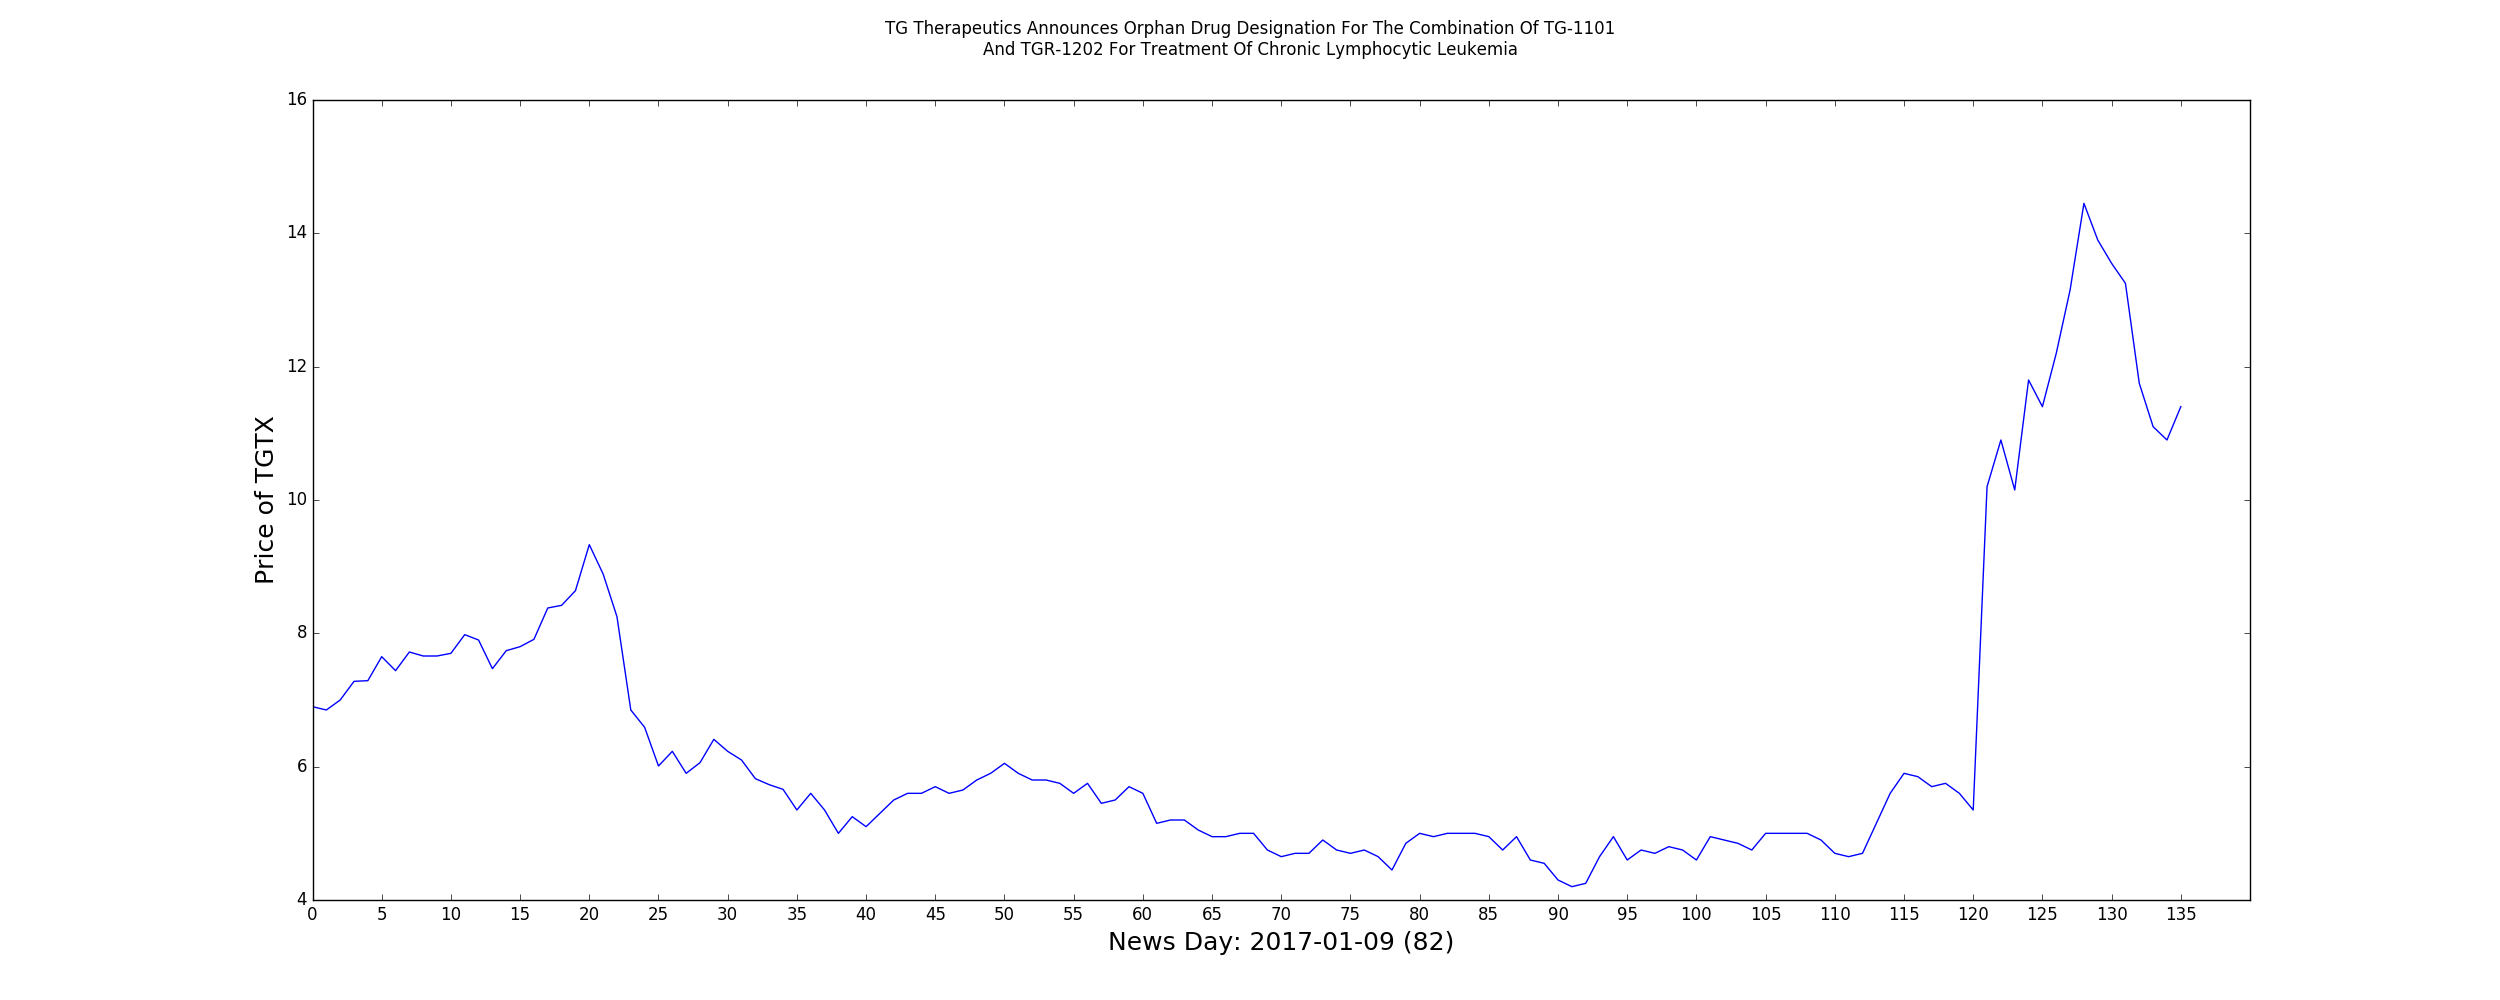 TG Therapeutics Announces Orphan Drug Designation For The Combination Of TG-1101
And TGR-1202 For Treatment Of Chronic Lymphocytic Leukemia
16
14
12
10
8
6
4
Price of TGTX
0 5 10 15 20 25 30 35 40 45 50 55 60 65 70 75 80 85 90 95 100 105 110 115 120 125 130 135
News Day: 2017-01-09 (82)